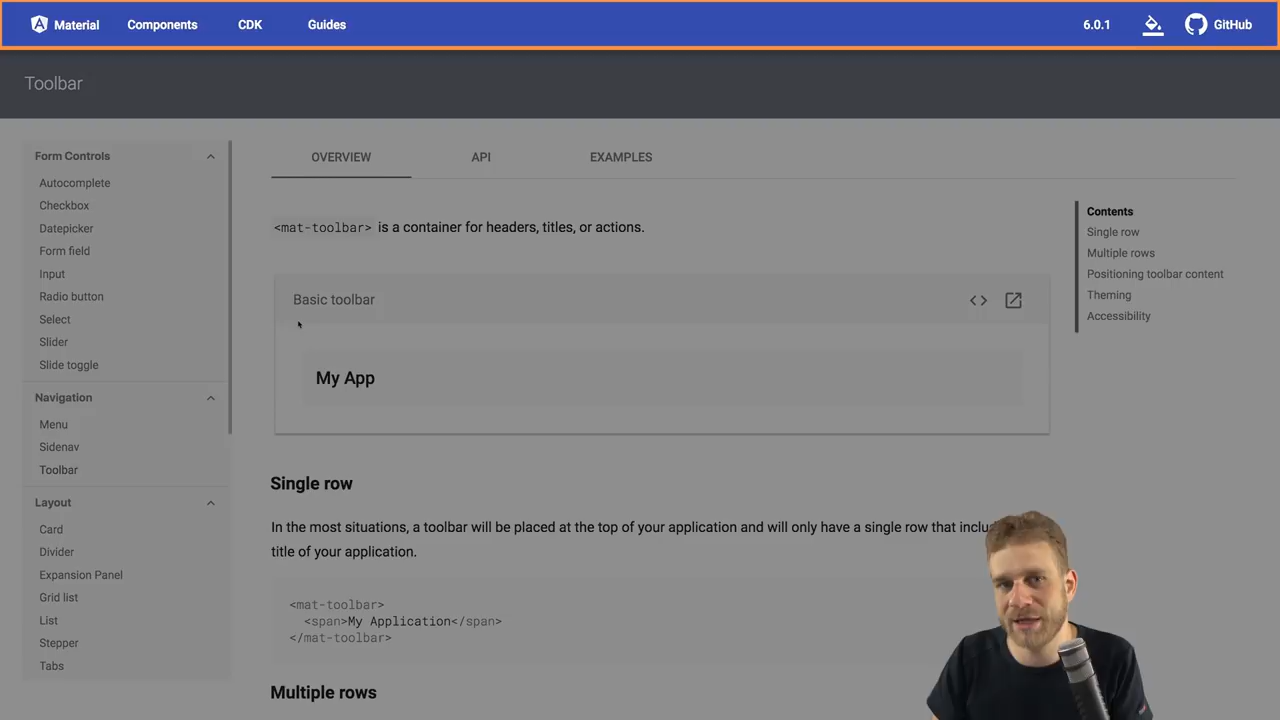 Material Components CDK Guides 6.0.1 GitHub
Toolbar
Form Controls
Autocomplete
Checkbox
Datepicker
Form field
Input
Radio button
Select
Slider
Slide toggle
Navigation
Menu
Sidenav
Toolbar
Layout
Card
Divider
Expansion Panel
Grid list
List
Stepper
Tabs
OVERVIEW API EXAMPLES
<mat-toolbar> is a container for headers, titles, or actions.
Basic toolbar
My App
Single row
In the most situations, a toolbar will be placed at the top of your application and will only have a single row that
title of your application.
<mat-toolbar>
<span>My Application</span>
</mat-toolbar>
Multiple rows
Contents
Single row
Multiple rows
Positioning toolbar content
Theming
Accessibility